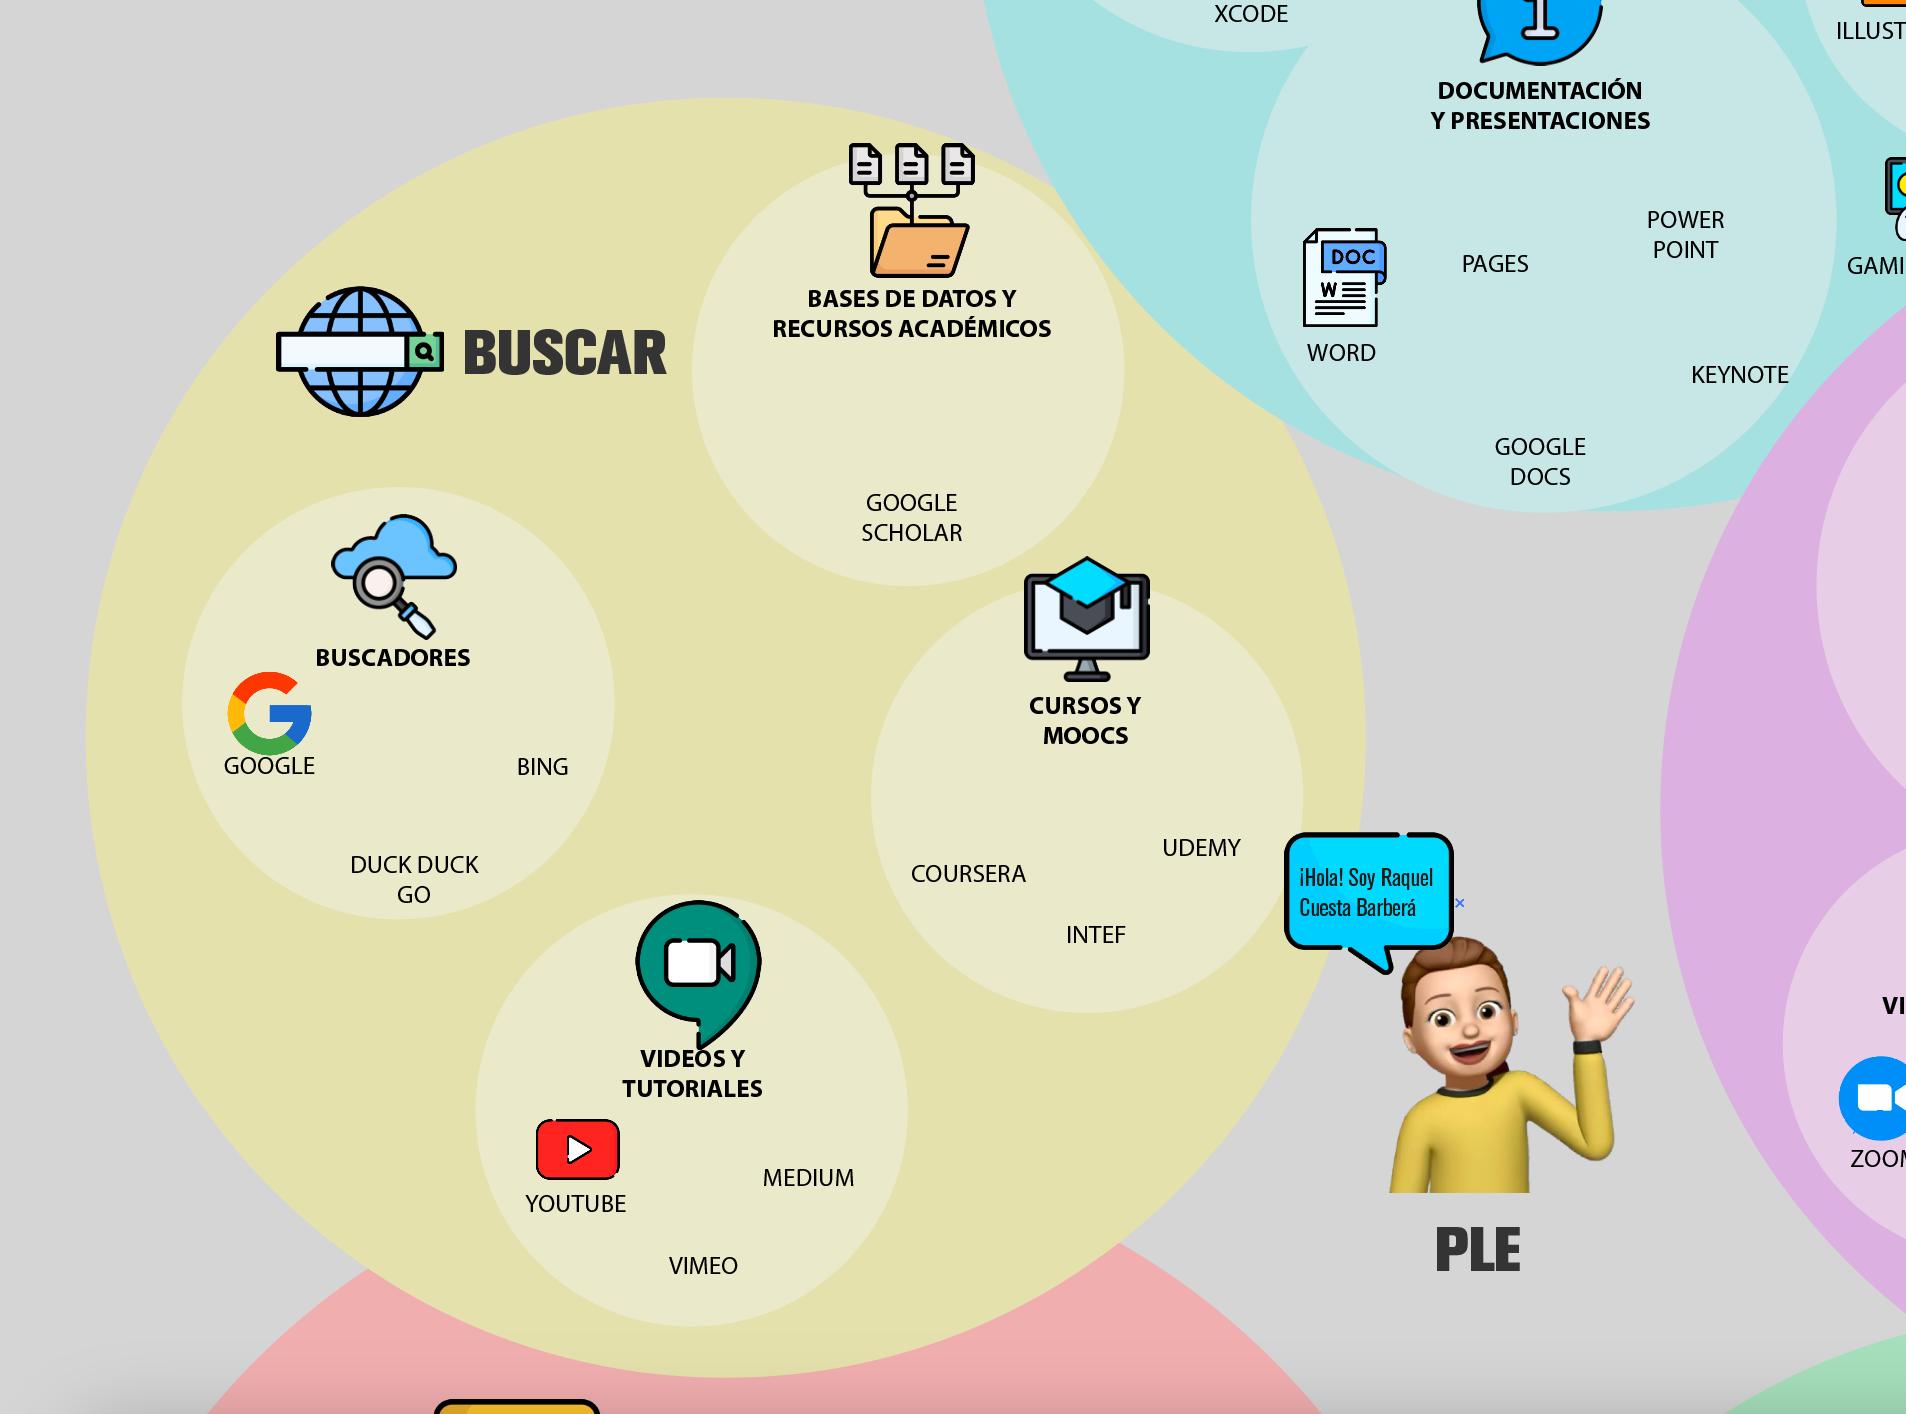 XCODE
ILLUST
DOCUMENTACIÓN
Y PRESENTACIONES
DOC
W
WORD
PAGES
POWER
POINT
KEYNOTE
GOOGLE
DOCS
GAMI
BUSCAR
BASES DE DATOS Y
RECURSOS ACADÉMICOS
GOOGLE
SCHOLAR
BUSCADORES
GOOGLE
BING
DUCK DUCK
GO
CURSOS Y
MOOCS
COURSERA
UDEMY
INTEF
VIDEOS Y
TUTORIALES
YOUTUBE
MEDIUM
VIMEO
¡Hola! Soy Raquel
Cuesta Barberá
PLE
VI
ZOOM